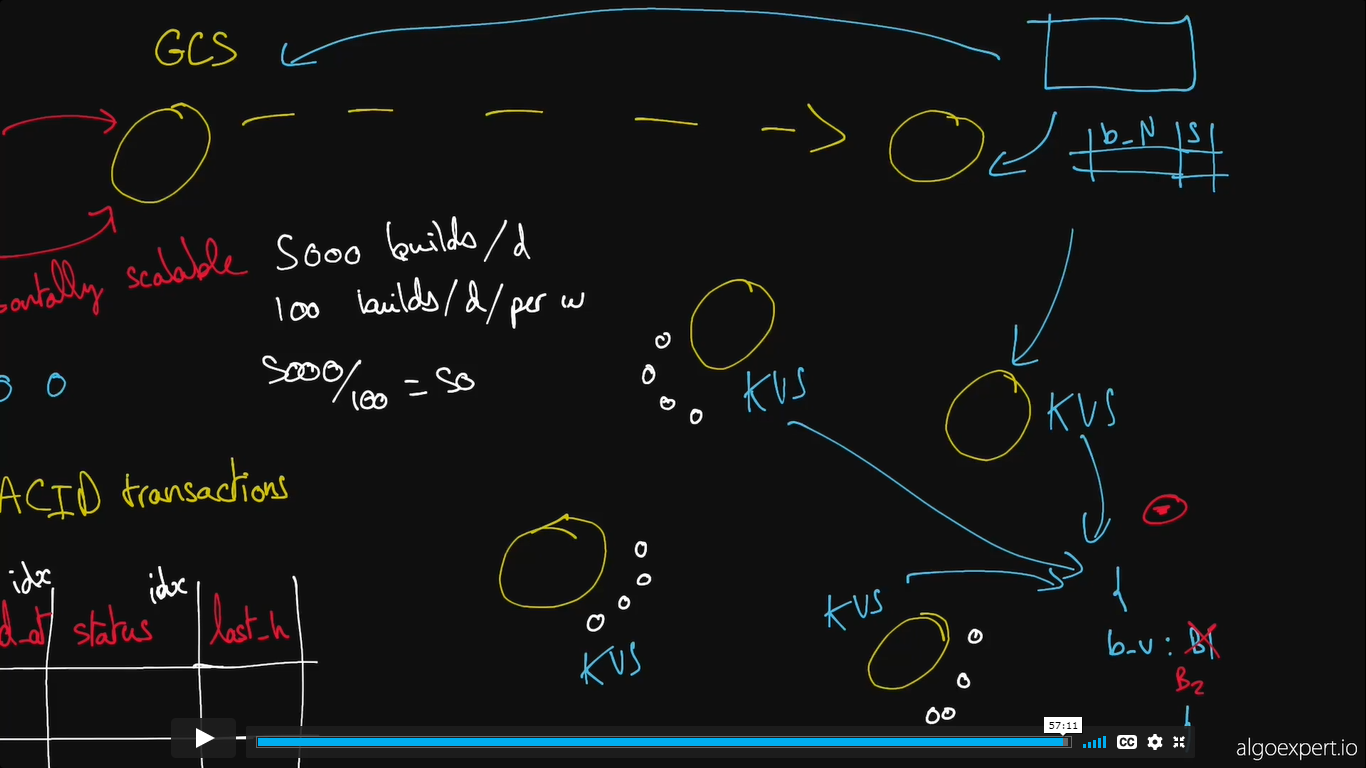 GCS
b_N S
5000 builds/d
scalable
100 builds/d/per w
5000/100 = 50
KVS
KVS
ACID transactions
idx idx
d_at status last_h
KVS
KVS
{
b_v : B1
B2
57:11
CC
algoexpert.io